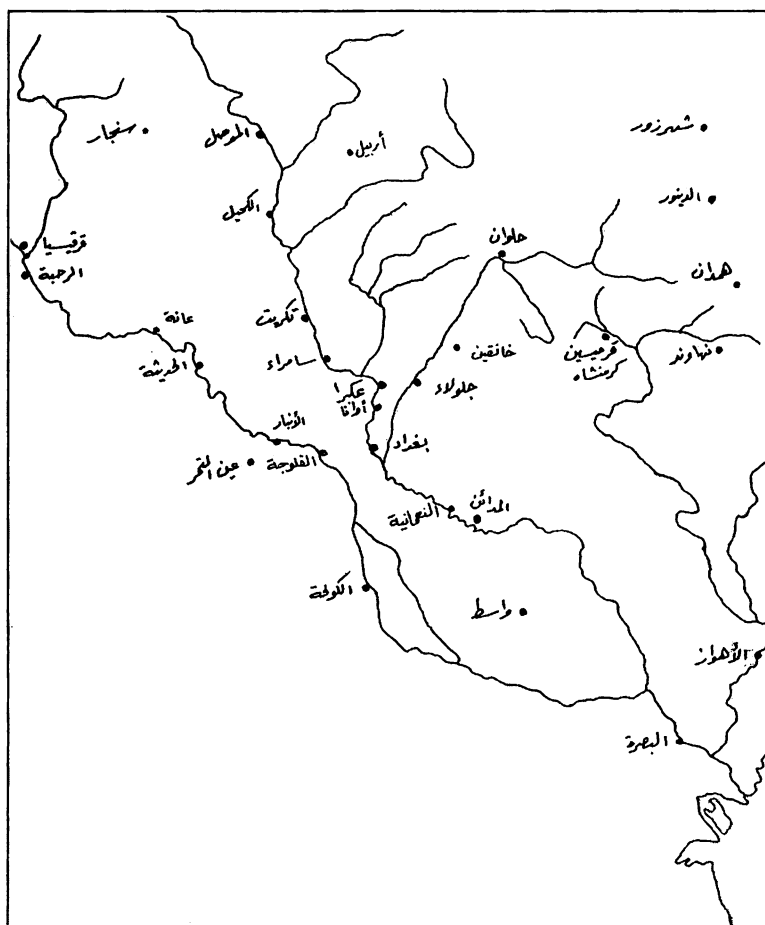 شهرزور
الموصل
سنجار
أربيل
الدينور
الكحيل
قرقيسيا
حلوان
الرحبة
همدان
تكريت
عانة
قرميسين
كرمنشاه
خانقين
نهاوند
سامراء
الحديثة
جلولاء
عكبرا
أوانا
الأنبار
بغداد
الفلوجة
عين التمر
المدائن
النعمانية
الكوفة
واسط
الأهواز
البصرة